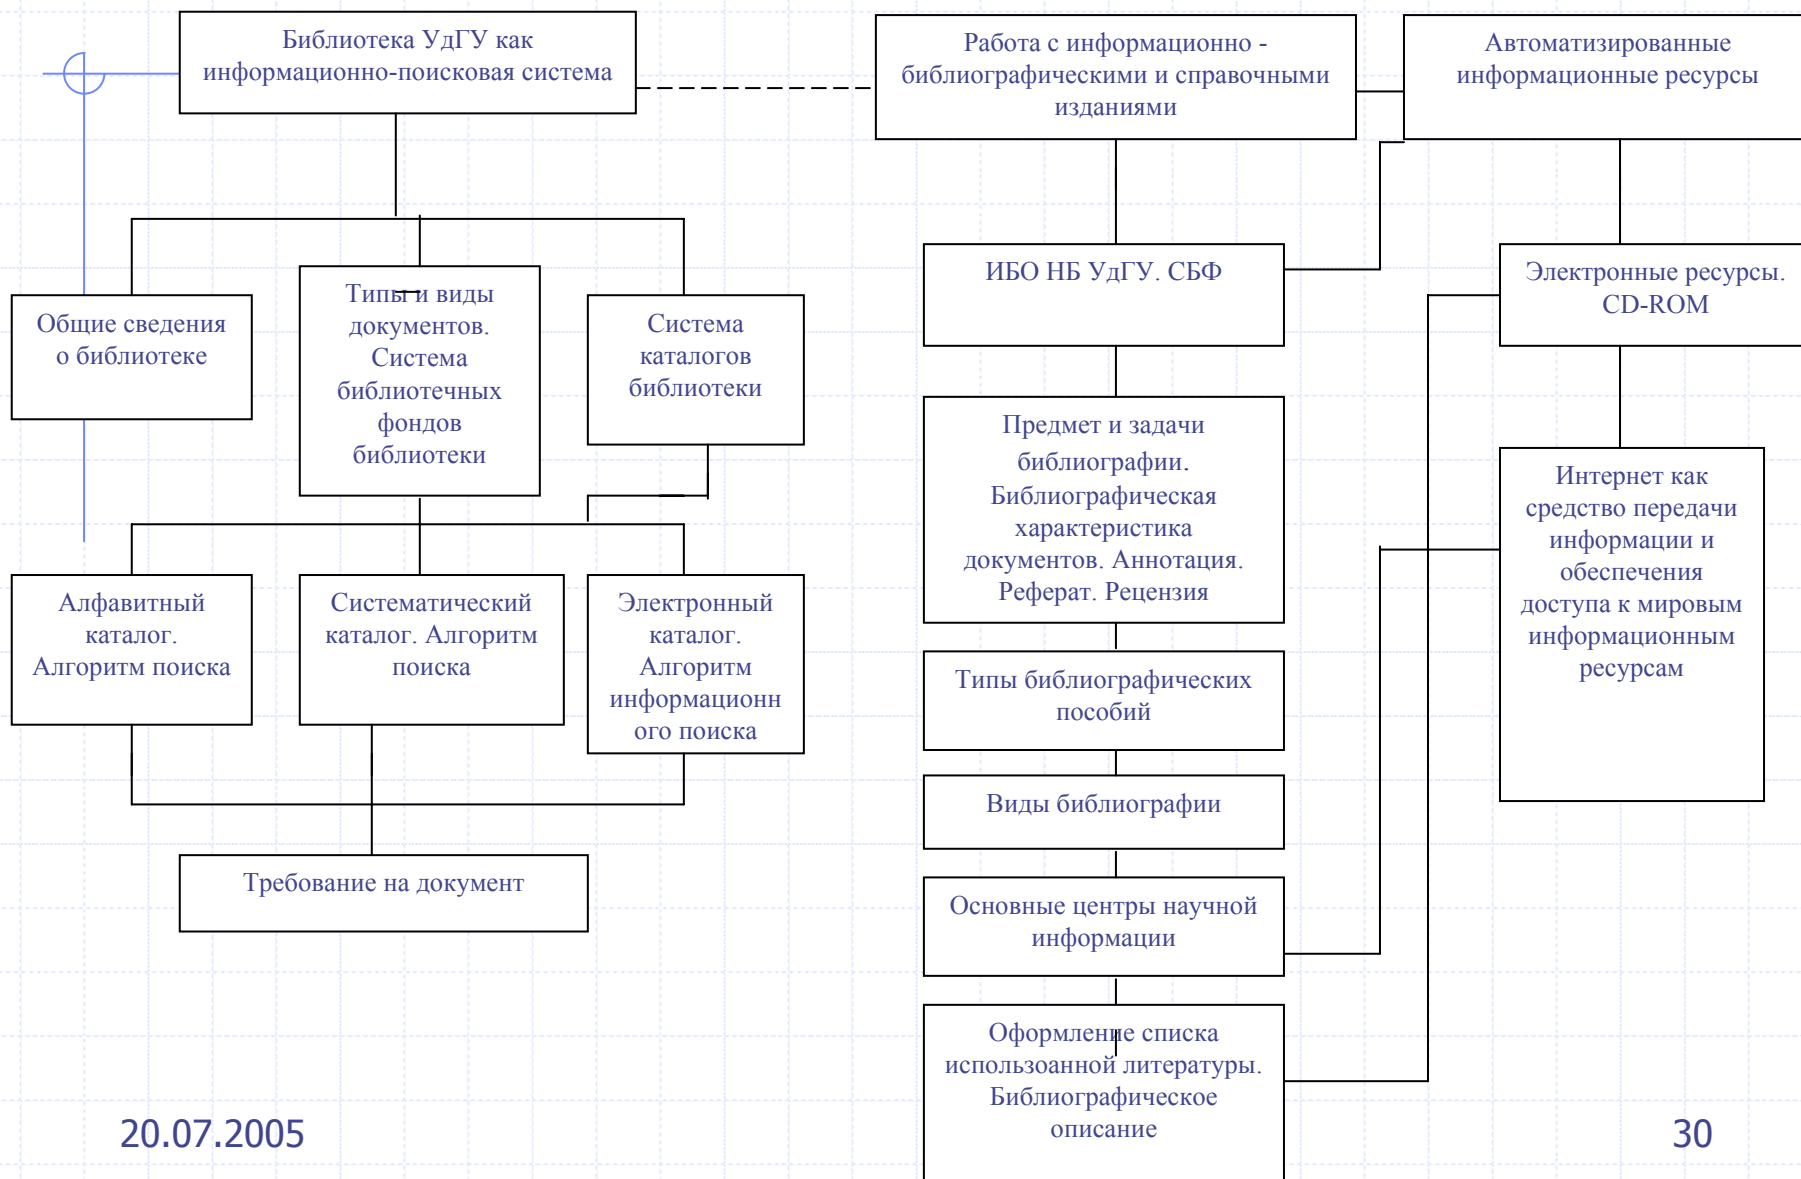 Библиотека УдГУ как
информационно-поисковая система
Работа с информационно -
библиографическими и справочными
изданиями
Автоматизированные
информационные ресурсы
Общие сведения
о библиотеке
Типы и виды
документов.
Система
библиотечных
фондов
библиотеки
Система
каталогов
библиотеки
ИБО НБ УдГУ. СБФ
Электронные ресурсы.
CD-ROM
Предмет и задачи
библиографии.
Библиографическая
характеристика
документов. Аннотация.
Реферат. Рецензия
Интернет как
средство передачи
информации и
обеспечения
доступа к мировым
информационным
ресурсам
Алфавитный
каталог.
Алгоритм поиска
Систематический
каталог. Алгоритм
поиска
Электронный
каталог.
Алгоритм
информационн
ого поиска
Типы библиографических
пособий
Виды библиографии
Требование на документ
Основные центры научной
информации
Оформление списка
использоанной литературы.
Библиографическое
описание
20.07.2005
30